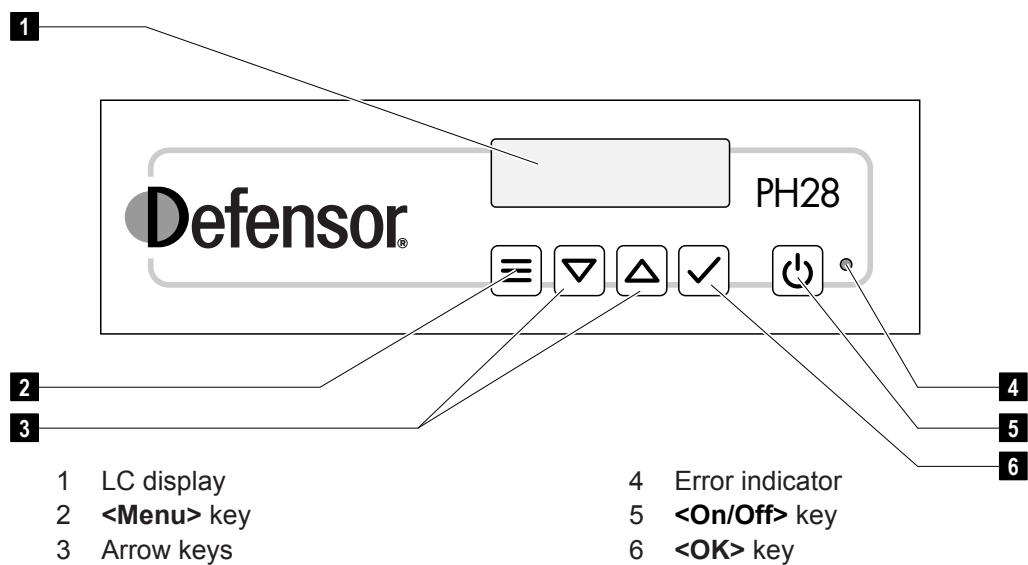 1
Defensor®
PH28
2
3
4
5
6
1 LC display
2 <Menu> key
3 Arrow keys
4 Error indicator
5 <On/Off> key
6 <OK> key